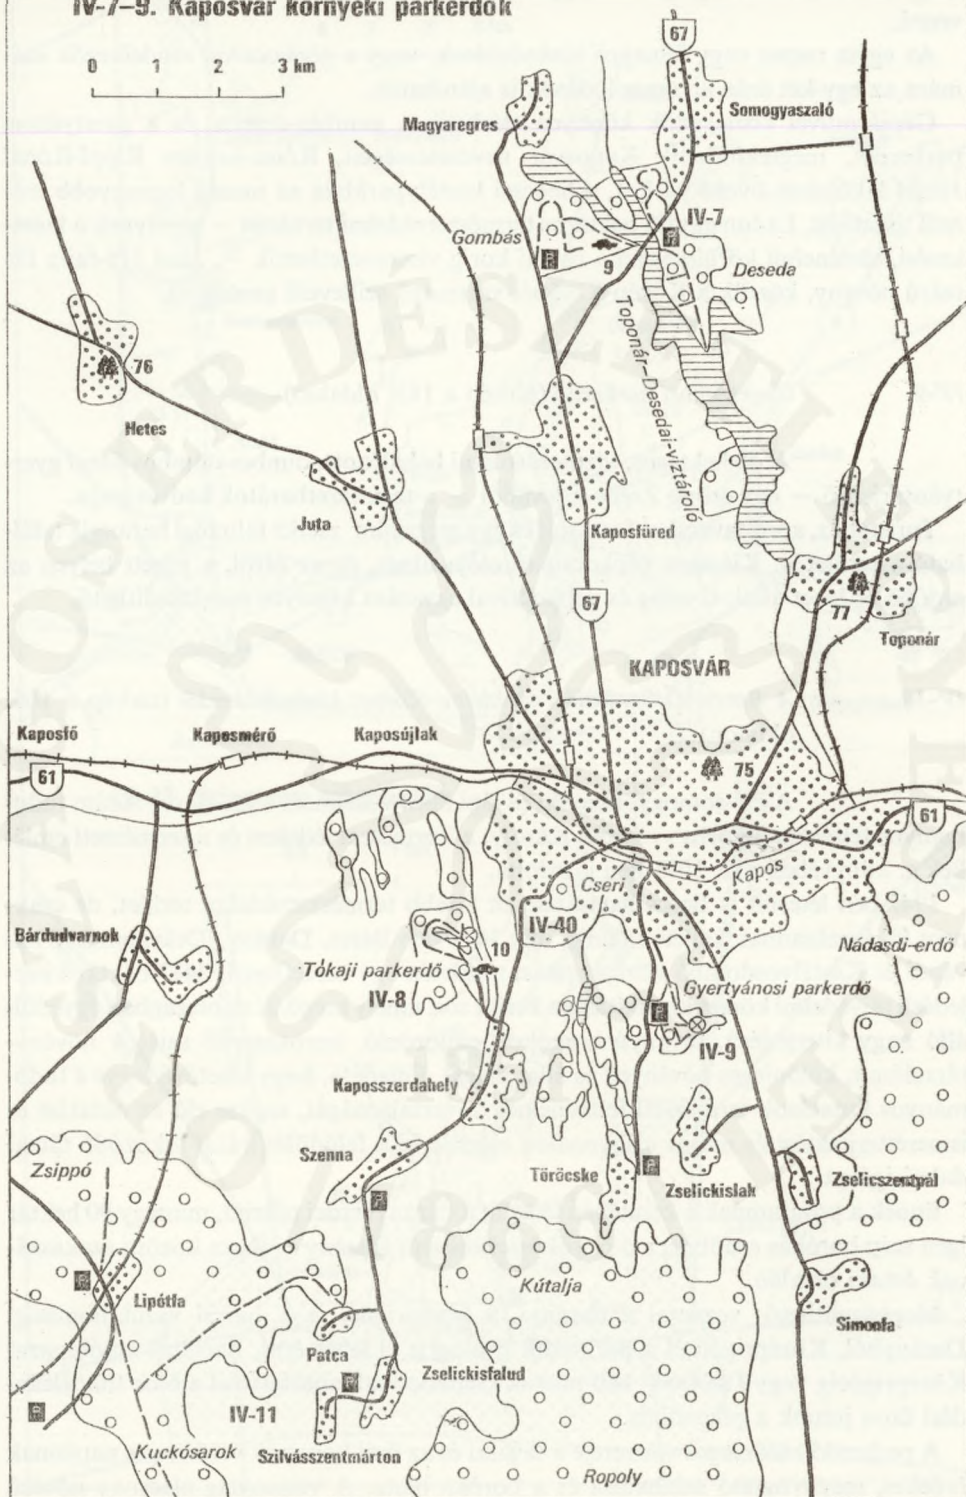 IV-7–9. Kaposvár környéki parkerdők
0 1 2 3 km
67
Magyaregres
Somogyaszaló
IV-7
Gombás
9
Deseda
Toponár–Desedai-víztároló
76
Hetes
Juta
Kaposfüred
67
77
Toponár
KAPOSVÁR
Kaposfő
Kaposmérő
Kaposújlak
61
75
61
Kapos
Cseri
IV-40
Bárdudvarnok
Nádasdi-erdő
10
Tókaji parkerdő
IV-8
Gyertyánosi parkerdő
IV-9
Kaposszerdahely
Szenna
Zsippó
Töröcske
Zselickislak
Zselicszentpál
Kútalja
Lipótfa
Simonfa
Patca
Zselickisfalud
IV-11
Kuckósarok
Szilvásszentmárton
Ropoly